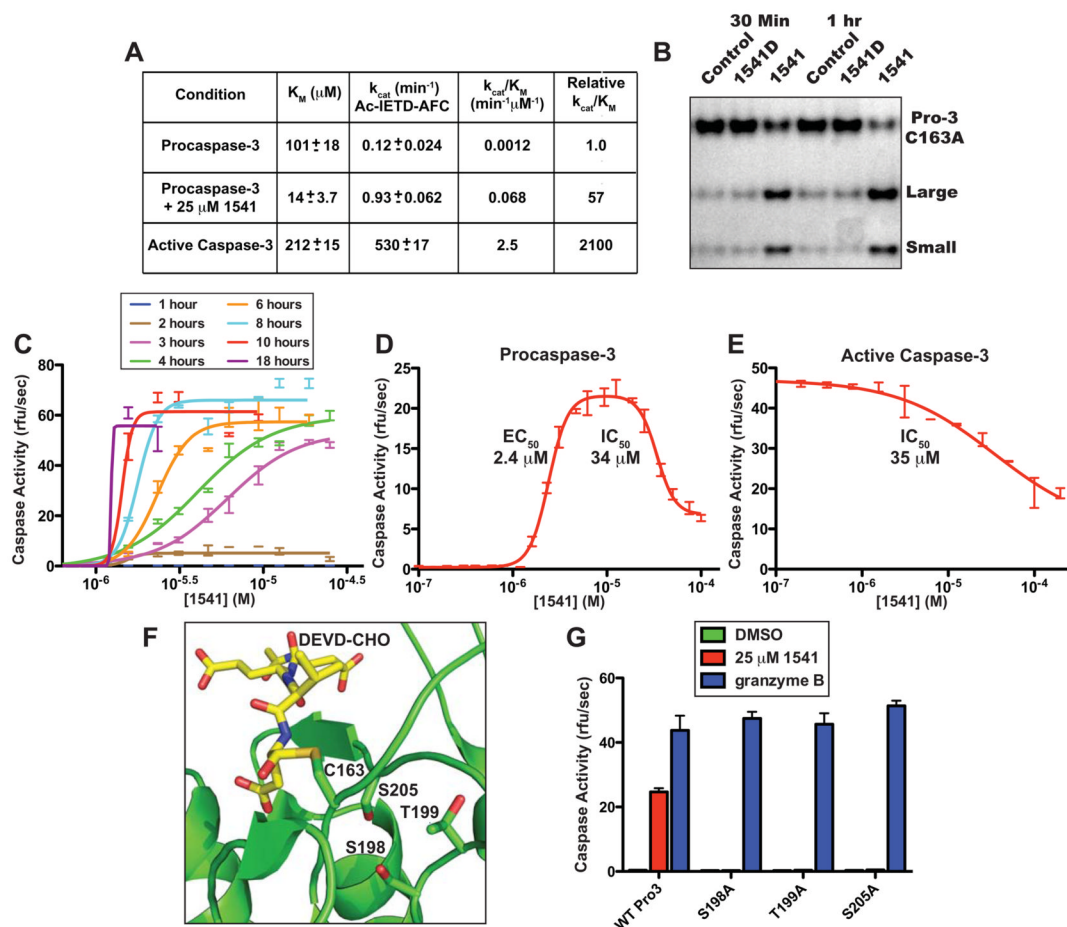 A
Condition
K_M (µM)
k_cat (min⁻¹)
Ac-IETD-AFC
k_cat/K_M
(min⁻¹µM⁻¹)
Relative
k_cat/K_M
Procaspase-3
101±18
0.12±0.024
0.0012
1.0
Procaspase-3
+ 25 µM 1541
14±3.7
0.93±0.062
0.068
57
Active Caspase-3
212±15
530±17
2.5
2100
B
30 Min
1 hr
Control
1541D
1541
Control
1541D
1541
Pro-3
C163A
Large
Small
C
1 hour
2 hours
3 hours
4 hours
6 hours
8 hours
10 hours
18 hours
Caspase Activity (rfu/sec)
80
60
40
20
0
10⁻⁶
10⁻⁵·⁵
10⁻⁵
10⁻⁴·⁵
[1541] (M)
D
Procaspase-3
Caspase Activity (rfu/sec)
25
20
15
10
5
0
EC₅₀
2.4 µM
IC₅₀
34 µM
10⁻⁷
10⁻⁶
10⁻⁵
10⁻⁴
[1541] (M)
E
Active Caspase-3
Caspase Activity (rfu/sec)
50
40
30
20
10
0
IC₅₀
35 µM
10⁻⁷
10⁻⁶
10⁻⁵
10⁻⁴
[1541] (M)
F
DEVD-CHO
C163
S205
T199
S198
G
DMSO
25 µM 1541
granzyme B
Caspase Activity (rfu/sec)
60
40
20
0
WT Pro3
S198A
T199A
S205A